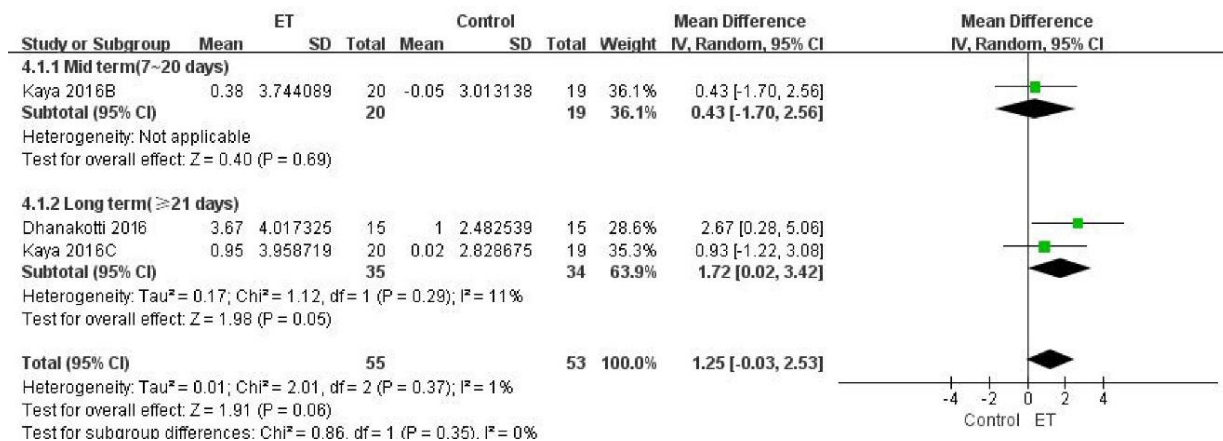 ET Control Mean Difference Mean Difference
Study or Subgroup Mean SD Total Mean SD Total Weight IV, Random, 95% CI IV, Random, 95% CI
4.1.1 Mid term(7~20 days)
Kaya 2016B 0.38 3.744089 20 -0.05 3.013138 19 36.1% 0.43 [-1.70, 2.56]
Subtotal (95% CI) 20 19 36.1% 0.43 [-1.70, 2.56]
Heterogeneity: Not applicable
Test for overall effect: Z = 0.40 (P = 0.69)
4.1.2 Long term(≥21 days)
Dhanakotti 2016 3.67 4.017325 15 1 2.482539 15 28.6% 2.67 [0.28, 5.06]
Kaya 2016C 0.95 3.958719 20 0.02 2.828675 19 35.3% 0.93 [-1.22, 3.08]
Subtotal (95% CI) 35 34 63.9% 1.72 [0.02, 3.42]
Heterogeneity: Tau² = 0.17; Chi² = 1.12, df = 1 (P = 0.29); I² = 11%
Test for overall effect: Z = 1.98 (P = 0.05)
Total (95% CI) 55 53 100.0% 1.25 [-0.03, 2.53]
Heterogeneity: Tau² = 0.01; Chi² = 2.01, df = 2 (P = 0.37); I² = 1%
Test for overall effect: Z = 1.91 (P = 0.06)
Test for subgroup differences: Chi² = 0.86, df = 1 (P = 0.35), I² = 0%
-4 -2 0 2 4
Control ET